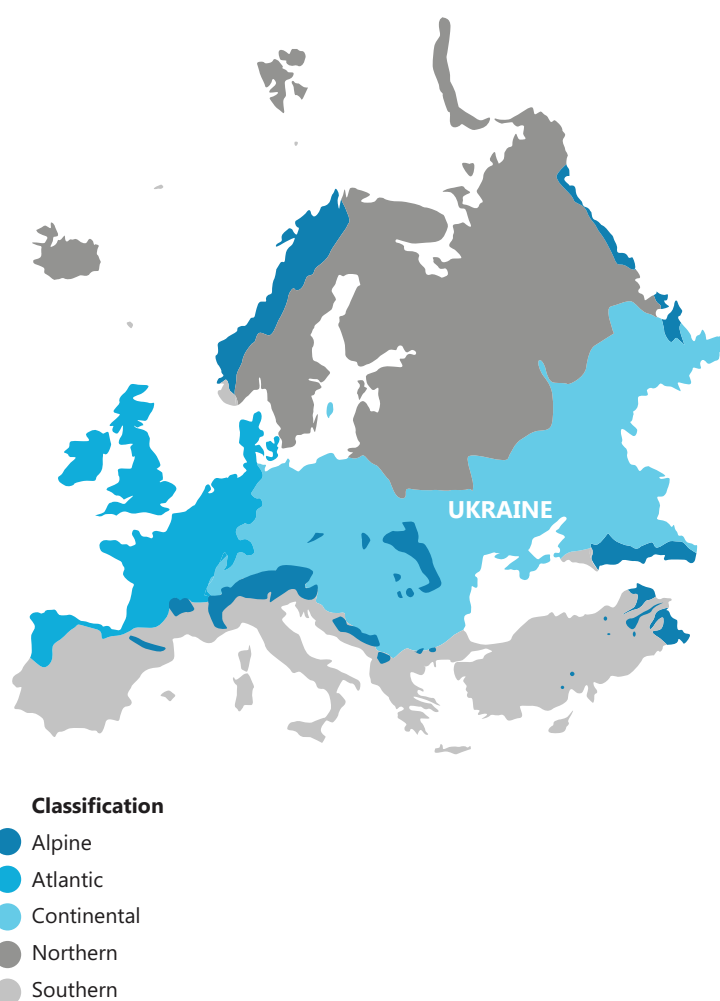 UKRAINE
Classification
Alpine
Atlantic
Continental
Northern
Southern